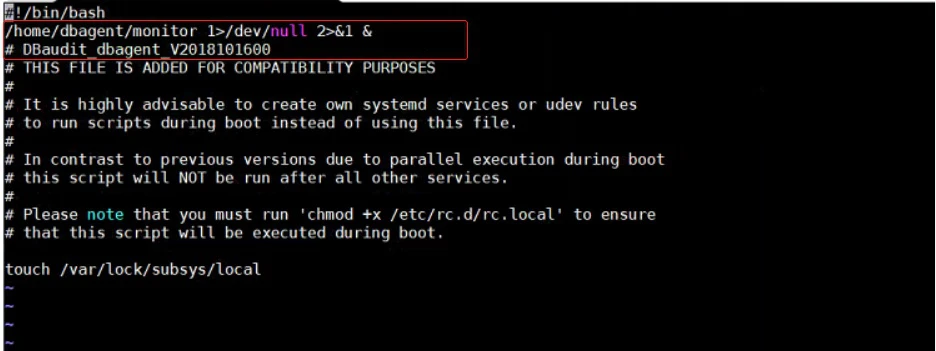 #!/bin/bash
/home/dbagent/monitor 1>/dev/null 2>&1 &
# DBaudit_dbagent_V2018101600
# THIS FILE IS ADDED FOR COMPATIBILITY PURPOSES
#
# It is highly advisable to create own systemd services or udev rules
# to run scripts during boot instead of using this file.
#
# In contrast to previous versions due to parallel execution during boot
# this script will NOT be run after all other services.
#
# Please note that you must run 'chmod +x /etc/rc.d/rc.local' to ensure
# that this script will be executed during boot.
touch /var/lock/subsys/local
~
~
~
~